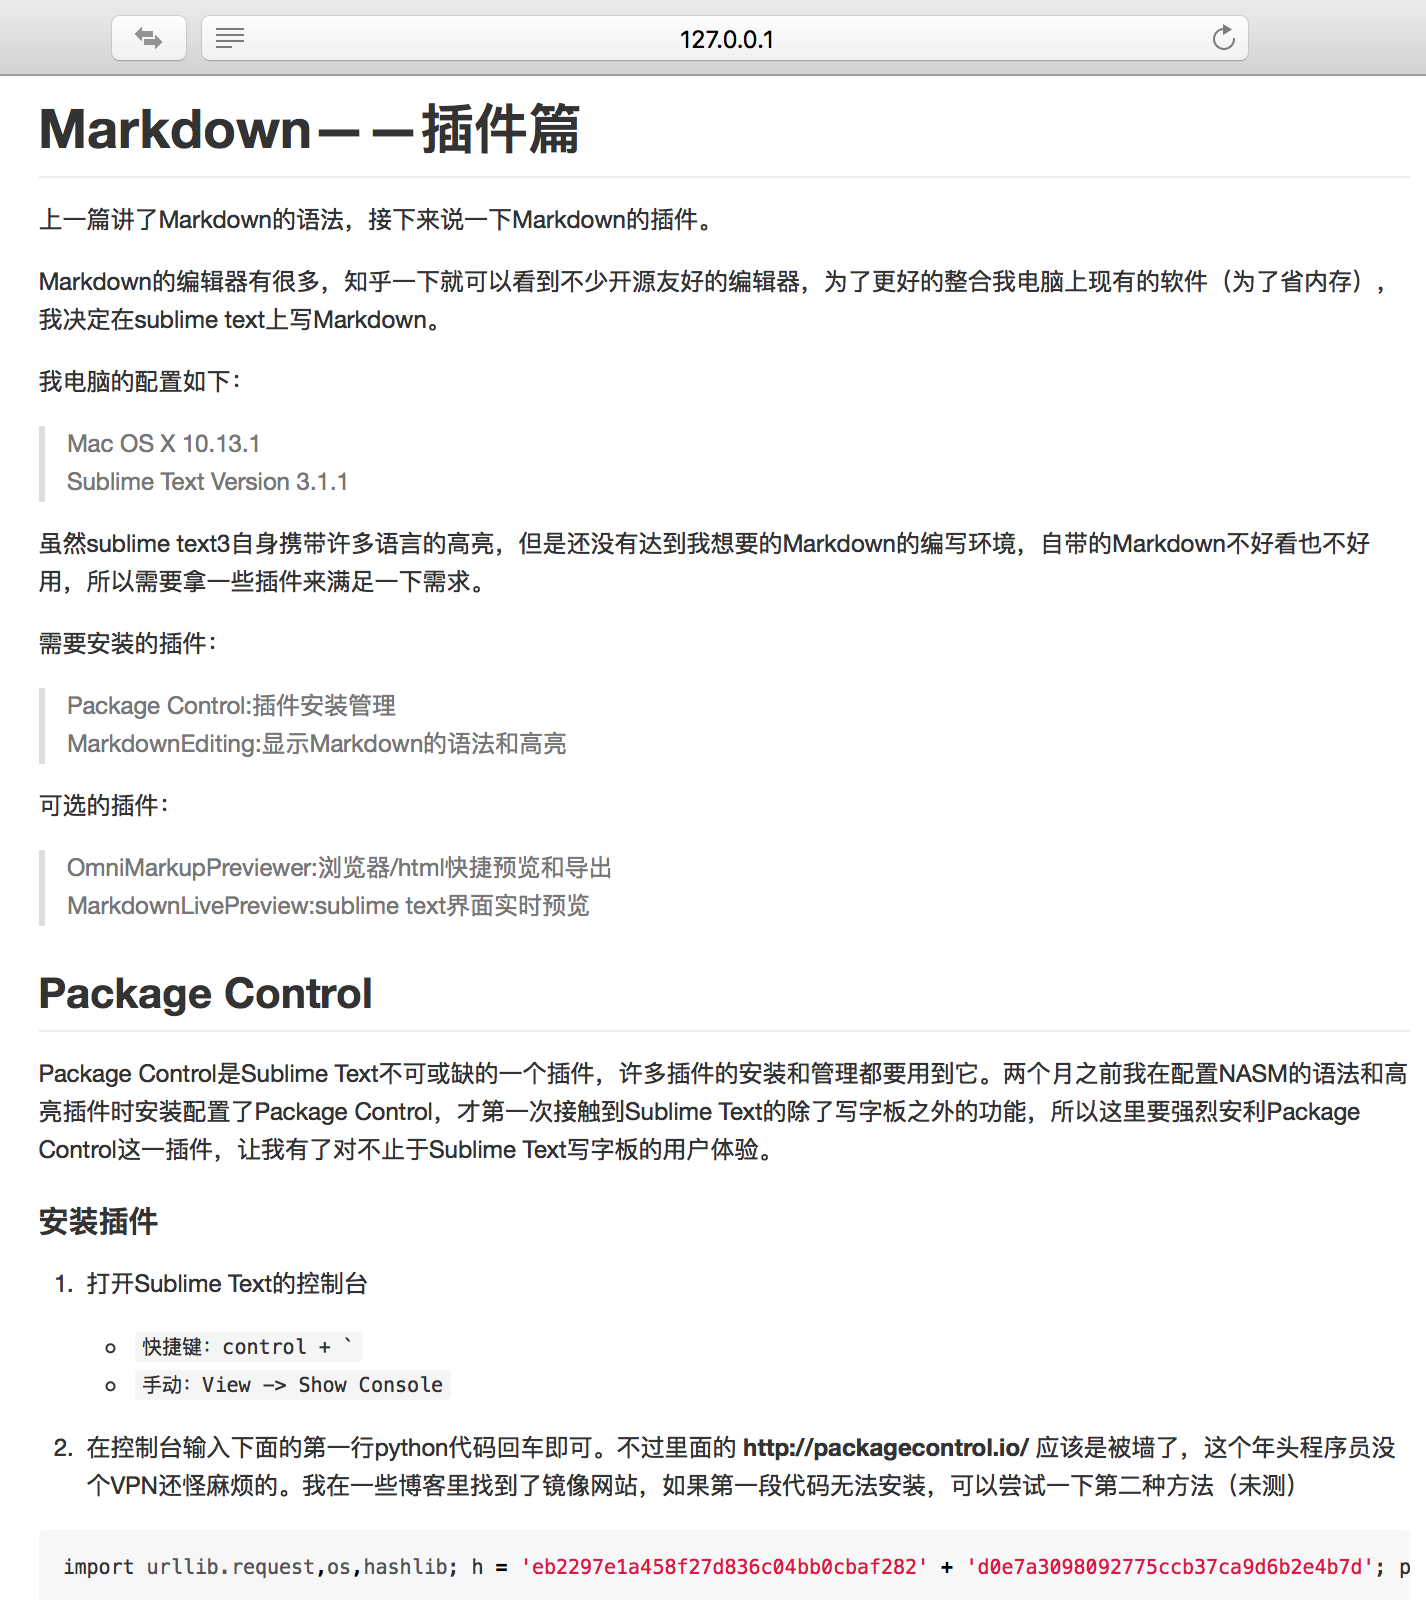 127.0.0.1
Markdown——插件篇
上一篇讲了Markdown的语法，接下来说一下Markdown的插件。
Markdown的编辑器有很多，知乎一下就可以看到不少开源友好的编辑器，为了更好的整合我电脑上现有的软件（为了省内存），
我决定在sublime text上写Markdown。
我电脑的配置如下：
Mac OS X 10.13.1
Sublime Text Version 3.1.1
虽然sublime text3自身携带许多语言的高亮，但是还没有达到我想要的Markdown的编写环境，自带的Markdown不好看也不好
用，所以需要拿一些插件来满足一下需求。
需要安装的插件：
Package Control:插件安装管理
MarkdownEditing:显示Markdown的语法和高亮
可选的插件：
OmniMarkupPreviewer:浏览器/html快捷预览和导出
MarkdownLivePreview:sublime text界面实时预览
Package Control
Package Control是Sublime Text不可或缺的一个插件，许多插件的安装和管理都要用到它。两个月之前我在配置NASM的语法和高
亮插件时安装配置了Package Control，才第一次接触到Sublime Text的除了写字板之外的功能，所以这里要强烈安利Package
Control这一插件，让我有了对不止于Sublime Text写字板的用户体验。
安装插件
1. 打开Sublime Text的控制台
快捷键：control + `
手动：View -> Show Console
2. 在控制台输入下面的第一行python代码回车即可。不过里面的 http://packagecontrol.io/ 应该是被墙了，这个年头程序员没
个VPN还怪麻烦的。我在一些博客里找到了镜像网站，如果第一段代码无法安装，可以尝试一下第二种方法（未测）
import urllib.request,os,hashlib; h = 'eb2297e1a458f27d836c04bb0cbaf282' + 'd0e7a3098092775ccb37ca9d6b2e4b7d'; p